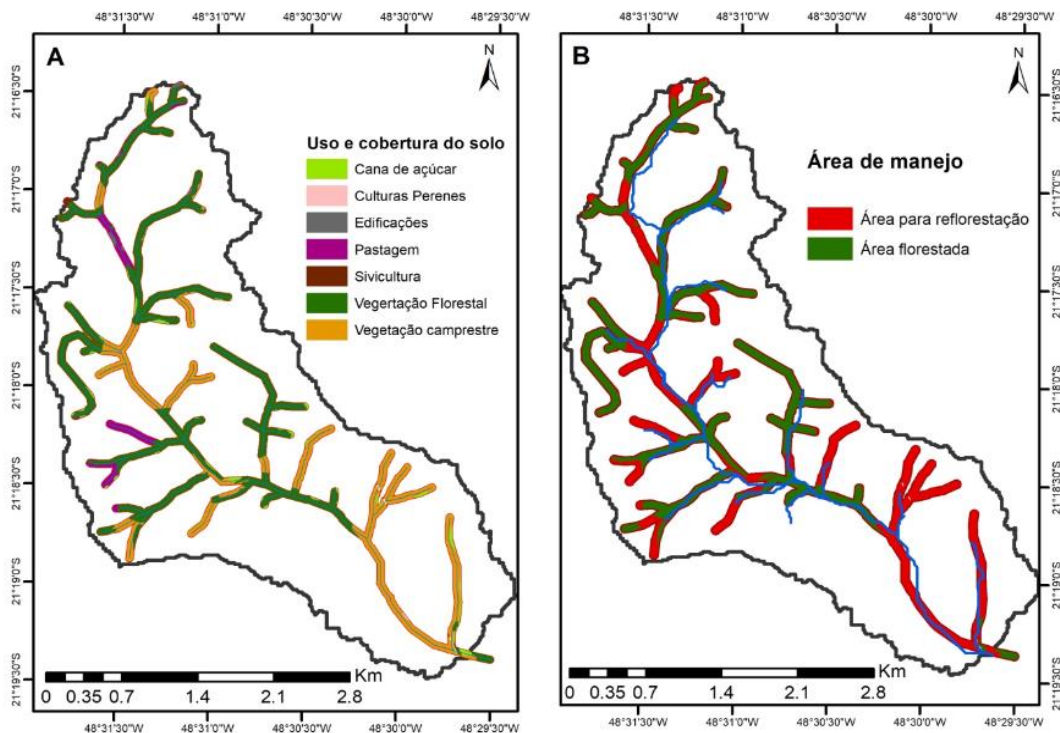 48°31'30"W 48°31'0"W 48°30'30"W 48°30'0"W 48°29'30"W
A
N
21°16'30"S
21°17'0"S
21°17'30"S
21°18'0"S
21°18'30"S
21°19'0"S
21°19'30"S
Uso e cobertura do solo
Cana de açúcar
Culturas Perenes
Edificações
Pastagem
Sivicultura
Vegertação Florestal
Vegetação camprestre
Km
0 0.35 0.7 1.4 2.1 2.8
48°31'30"W 48°31'0"W 48°30'30"W 48°30'0"W 48°29'30"W
48°31'30"W 48°31'0"W 48°30'30"W 48°30'0"W 48°29'30"W
B
N
21°16'30"S
21°17'0"S
21°17'30"S
21°18'0"S
21°18'30"S
21°19'0"S
21°19'30"S
Área de manejo
Área para reflorestação
Área florestada
Km
0 0.35 0.7 1.4 2.1 2.8
48°31'30"W 48°31'0"W 48°30'30"W 48°30'0"W 48°29'30"W